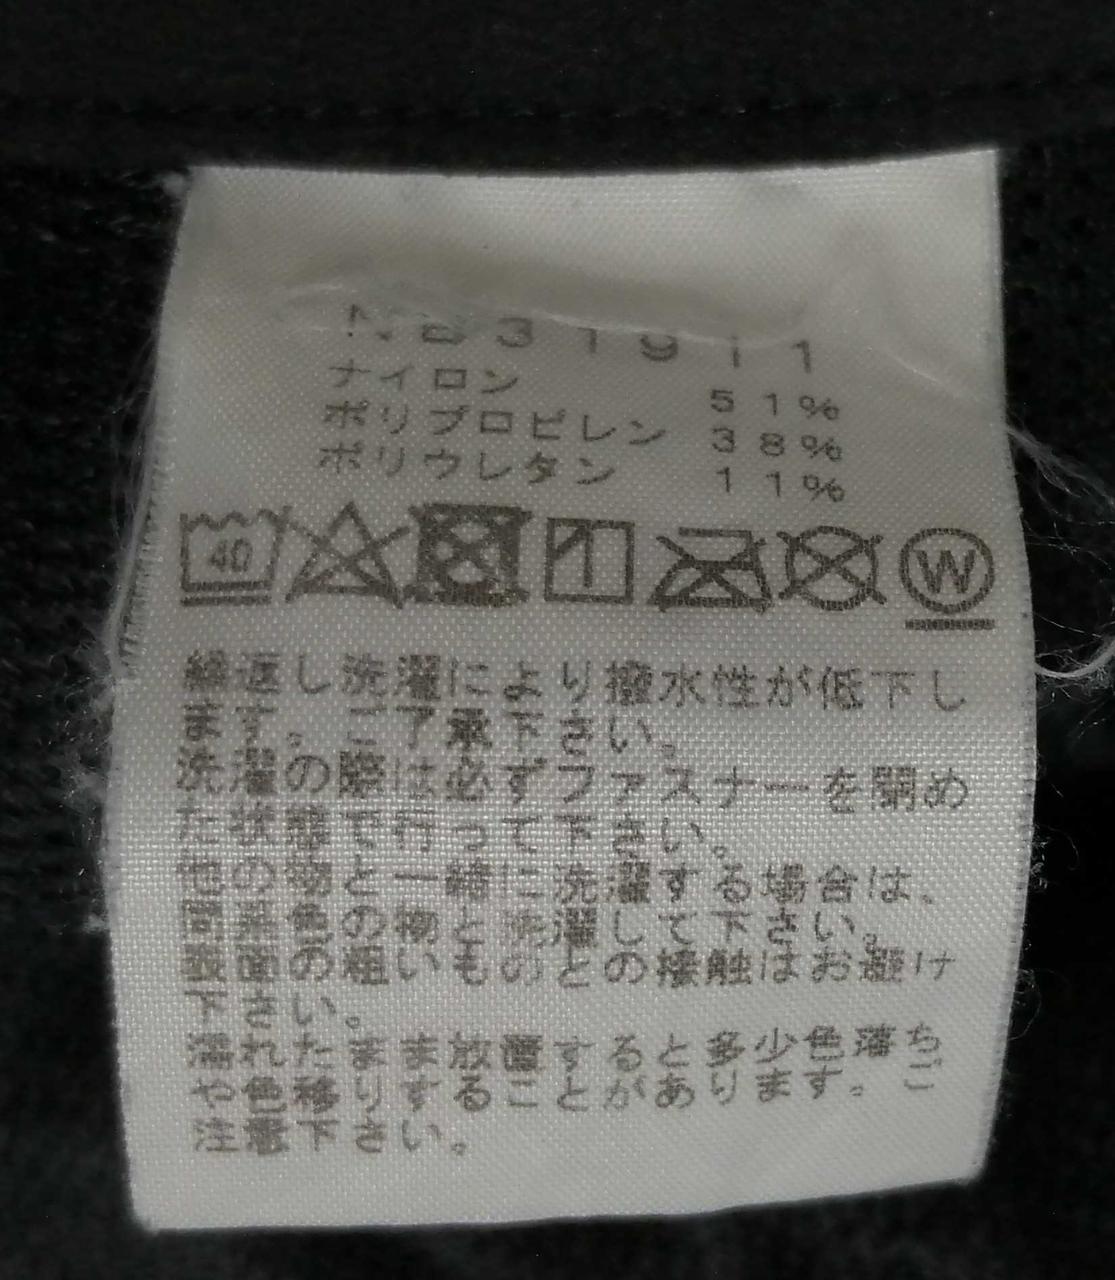 NB31911
ナイロン 51%
ポリプロピレン 38%
ポリウレタン 11%
40 W
繰返し洗濯により撥水性が低下し
ます。ご了承下さい。
洗濯の際は必ずファスナーを閉め
た状態で行って下さい。
他の物と一緒に洗濯する場合は、
同系色の物と洗濯して下さい。
表面の粗いものとの接触はお避け
下さい。
濡れたまま放置すると多少色落ち
や色移りすることがあります。ご
注意下さい。